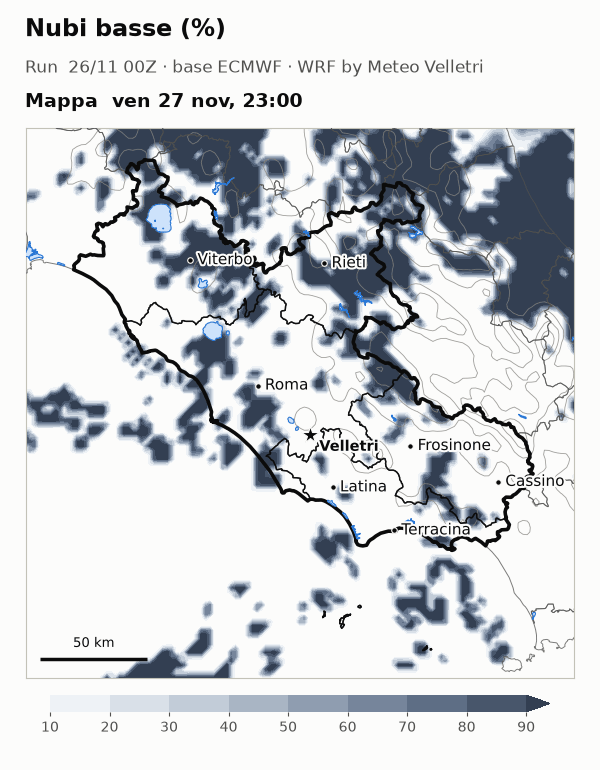 Nubi basse (%)
Run  26/11 00Z · base ECMWF · WRF by Meteo Velletri
Mappa  ven 27 nov, 23:00
Viterbo
Rieti
Roma
Velletri
Frosinone
Latina
Cassino
Terracina
50 km
10 20 30 40 50 60 70 80 90